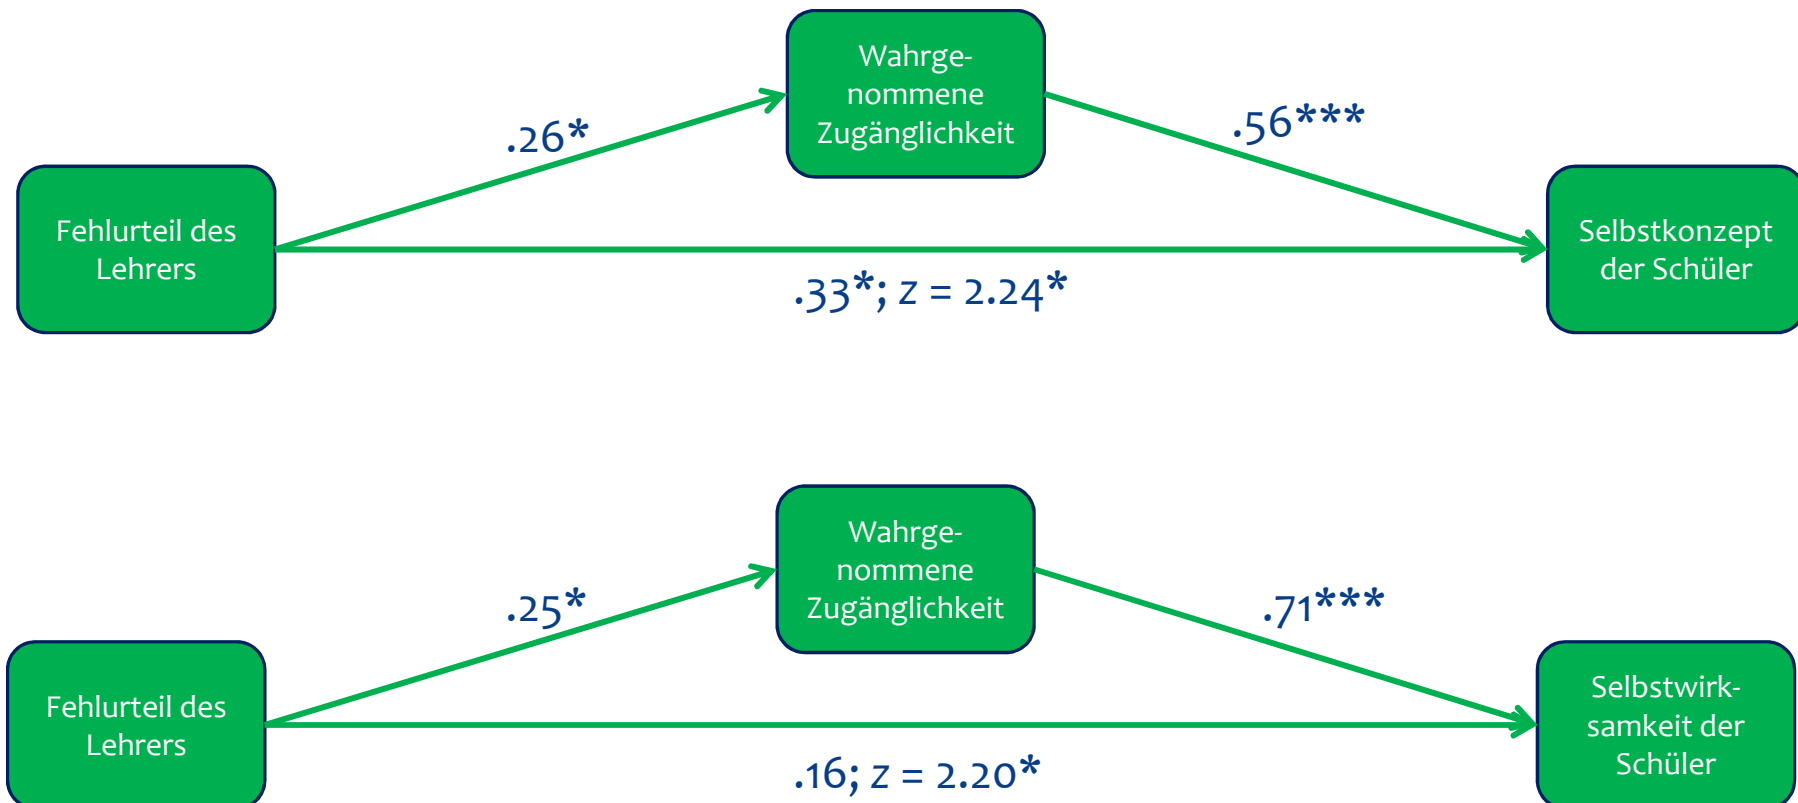 Wahrge-
nommene
Zugänglichkeit
.26*
.56***
Fehlurteil des
Lehrers
Selbstkonzept
der Schüler
.33*; z = 2.24*
Wahrge-
nommene
Zugänglichkeit
.25*
.71***
Fehlurteil des
Lehrers
Selbstwirk-
samkeit der
Schüler
.16; z = 2.20*